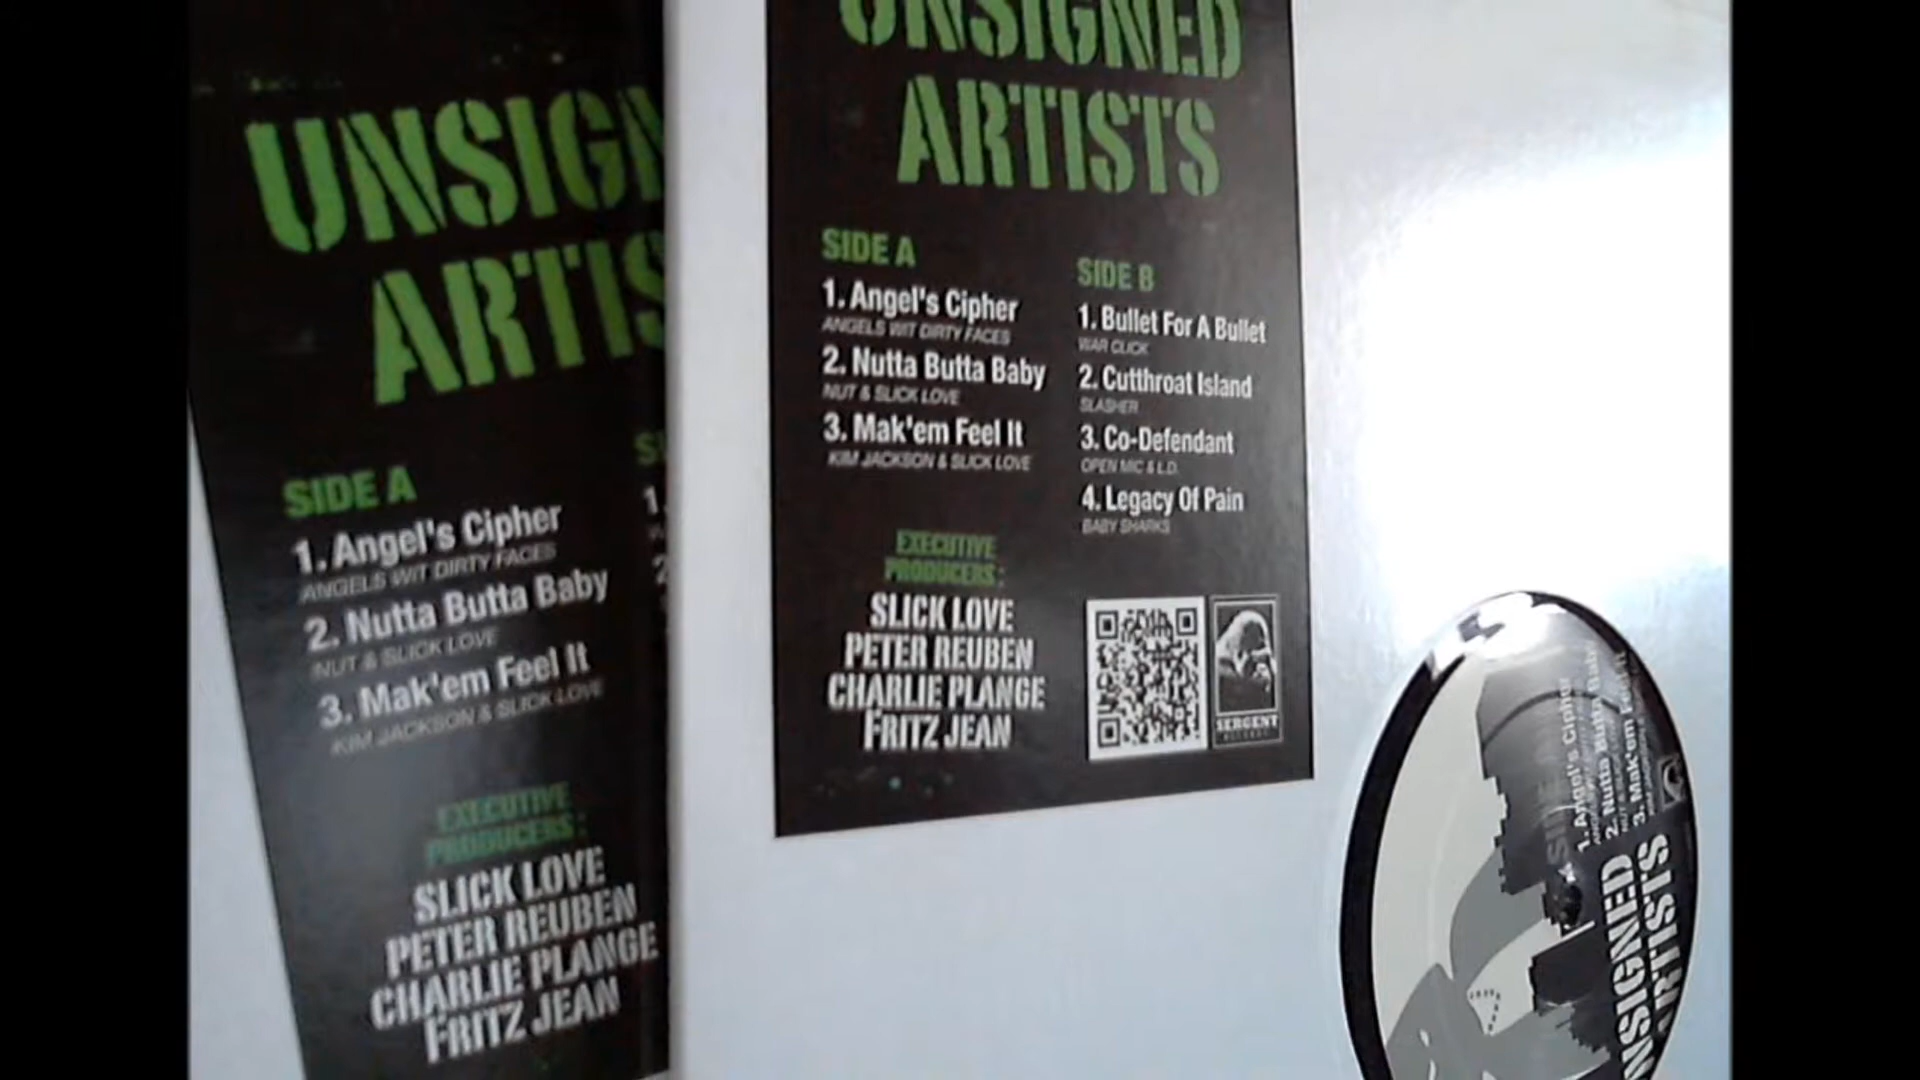 UNSIGN
ARTIS
SIDE A
1. Angel's Cipher
ANGELS WIT DIRTY FACES
2. Nutta Butta Baby
NUT & SLICK LOVE
3. Mak'em Feel It
KIM JACKSON & SLICK LOVE
EXECUTIVE
PRODUCERS:
SLICK LOVE
PETER REUBEN
CHARLIE PLANGE
FRITZ JEAN
1.
2
UNSIGNED
ARTISTS
SIDE A
1. Angel's Cipher
ANGELS WIT DIRTY FACES
2. Nutta Butta Baby
NUT & SLICK LOVE
3. Mak'em Feel It
KIM JACKSON & SLICK LOVE
SIDE B
1. Bullet For A Bullet
WAR CLICK
2. Cutthroat Island
SLASHER
3. Co-Defendant
OPEN MIC & L.D.
4. Legacy Of Pain
BABY SHARKS
EXECUTIVE
PRODUCERS:
SLICK LOVE
PETER REUBEN
CHARLIE PLANGE
FRITZ JEAN
SERGENT
RECORDS
SIDE A
1. Angel's Cipher
2. Nutta Butta Baby
3. Mak'em Feel It
UNSIGNED
ARTISTS